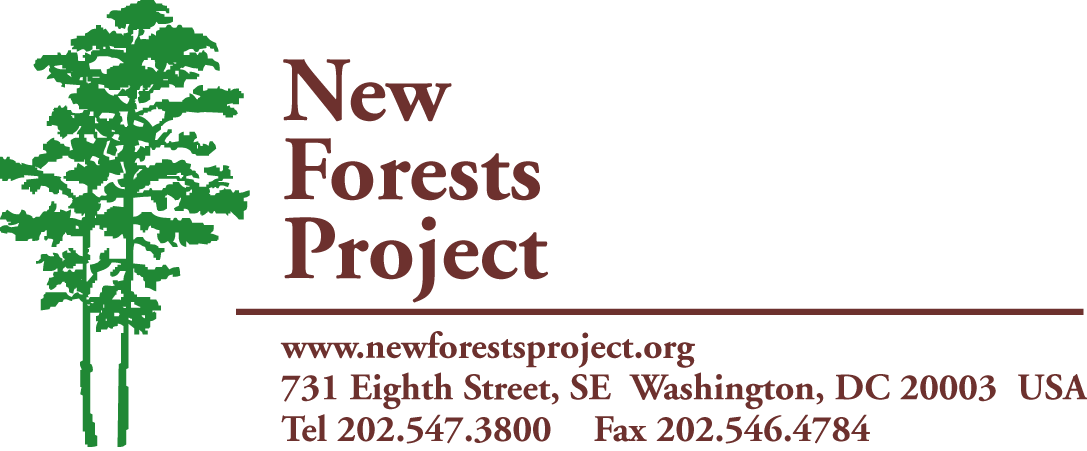 New
Forests
Project
www.newforestsproject.org
731 Eighth Street, SE  Washington, DC 20003  USA
Tel 202.547.3800    Fax 202.546.4784